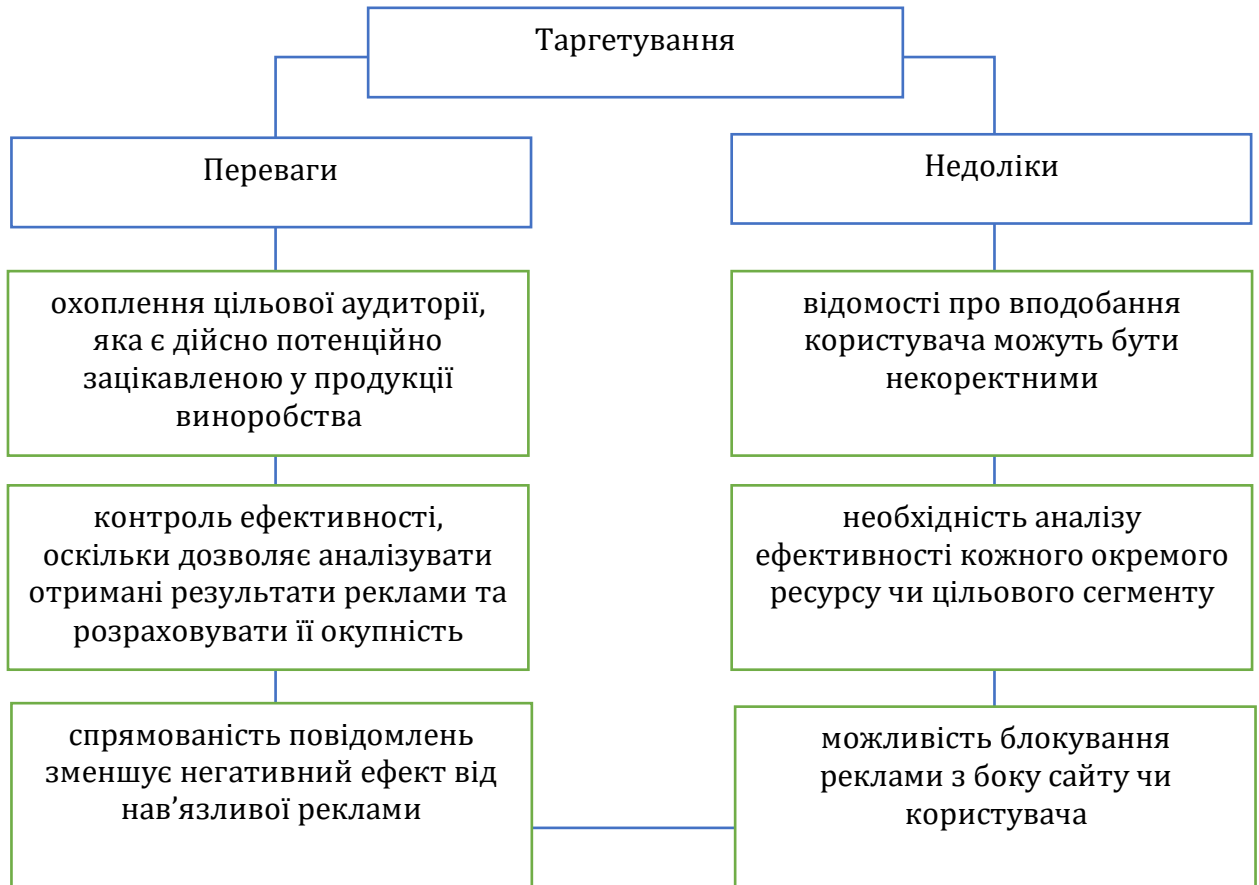 Таргетування
Переваги
Недоліки
охоплення цільової аудиторії,
яка є дійсно потенційно
зацікавленою у продукції
виноробства
відомості про вподобання
користувача можуть бути
некоректними
контроль ефективності,
оскільки дозволяє аналізувати
отримані результати реклами та
розраховувати її окупність
необхідність аналізу
ефективності кожного окремого
ресурсу чи цільового сегменту
спрямованість повідомлень
зменшує негативний ефект від
нав’язливої реклами
можливість блокування
реклами з боку сайту чи
користувача